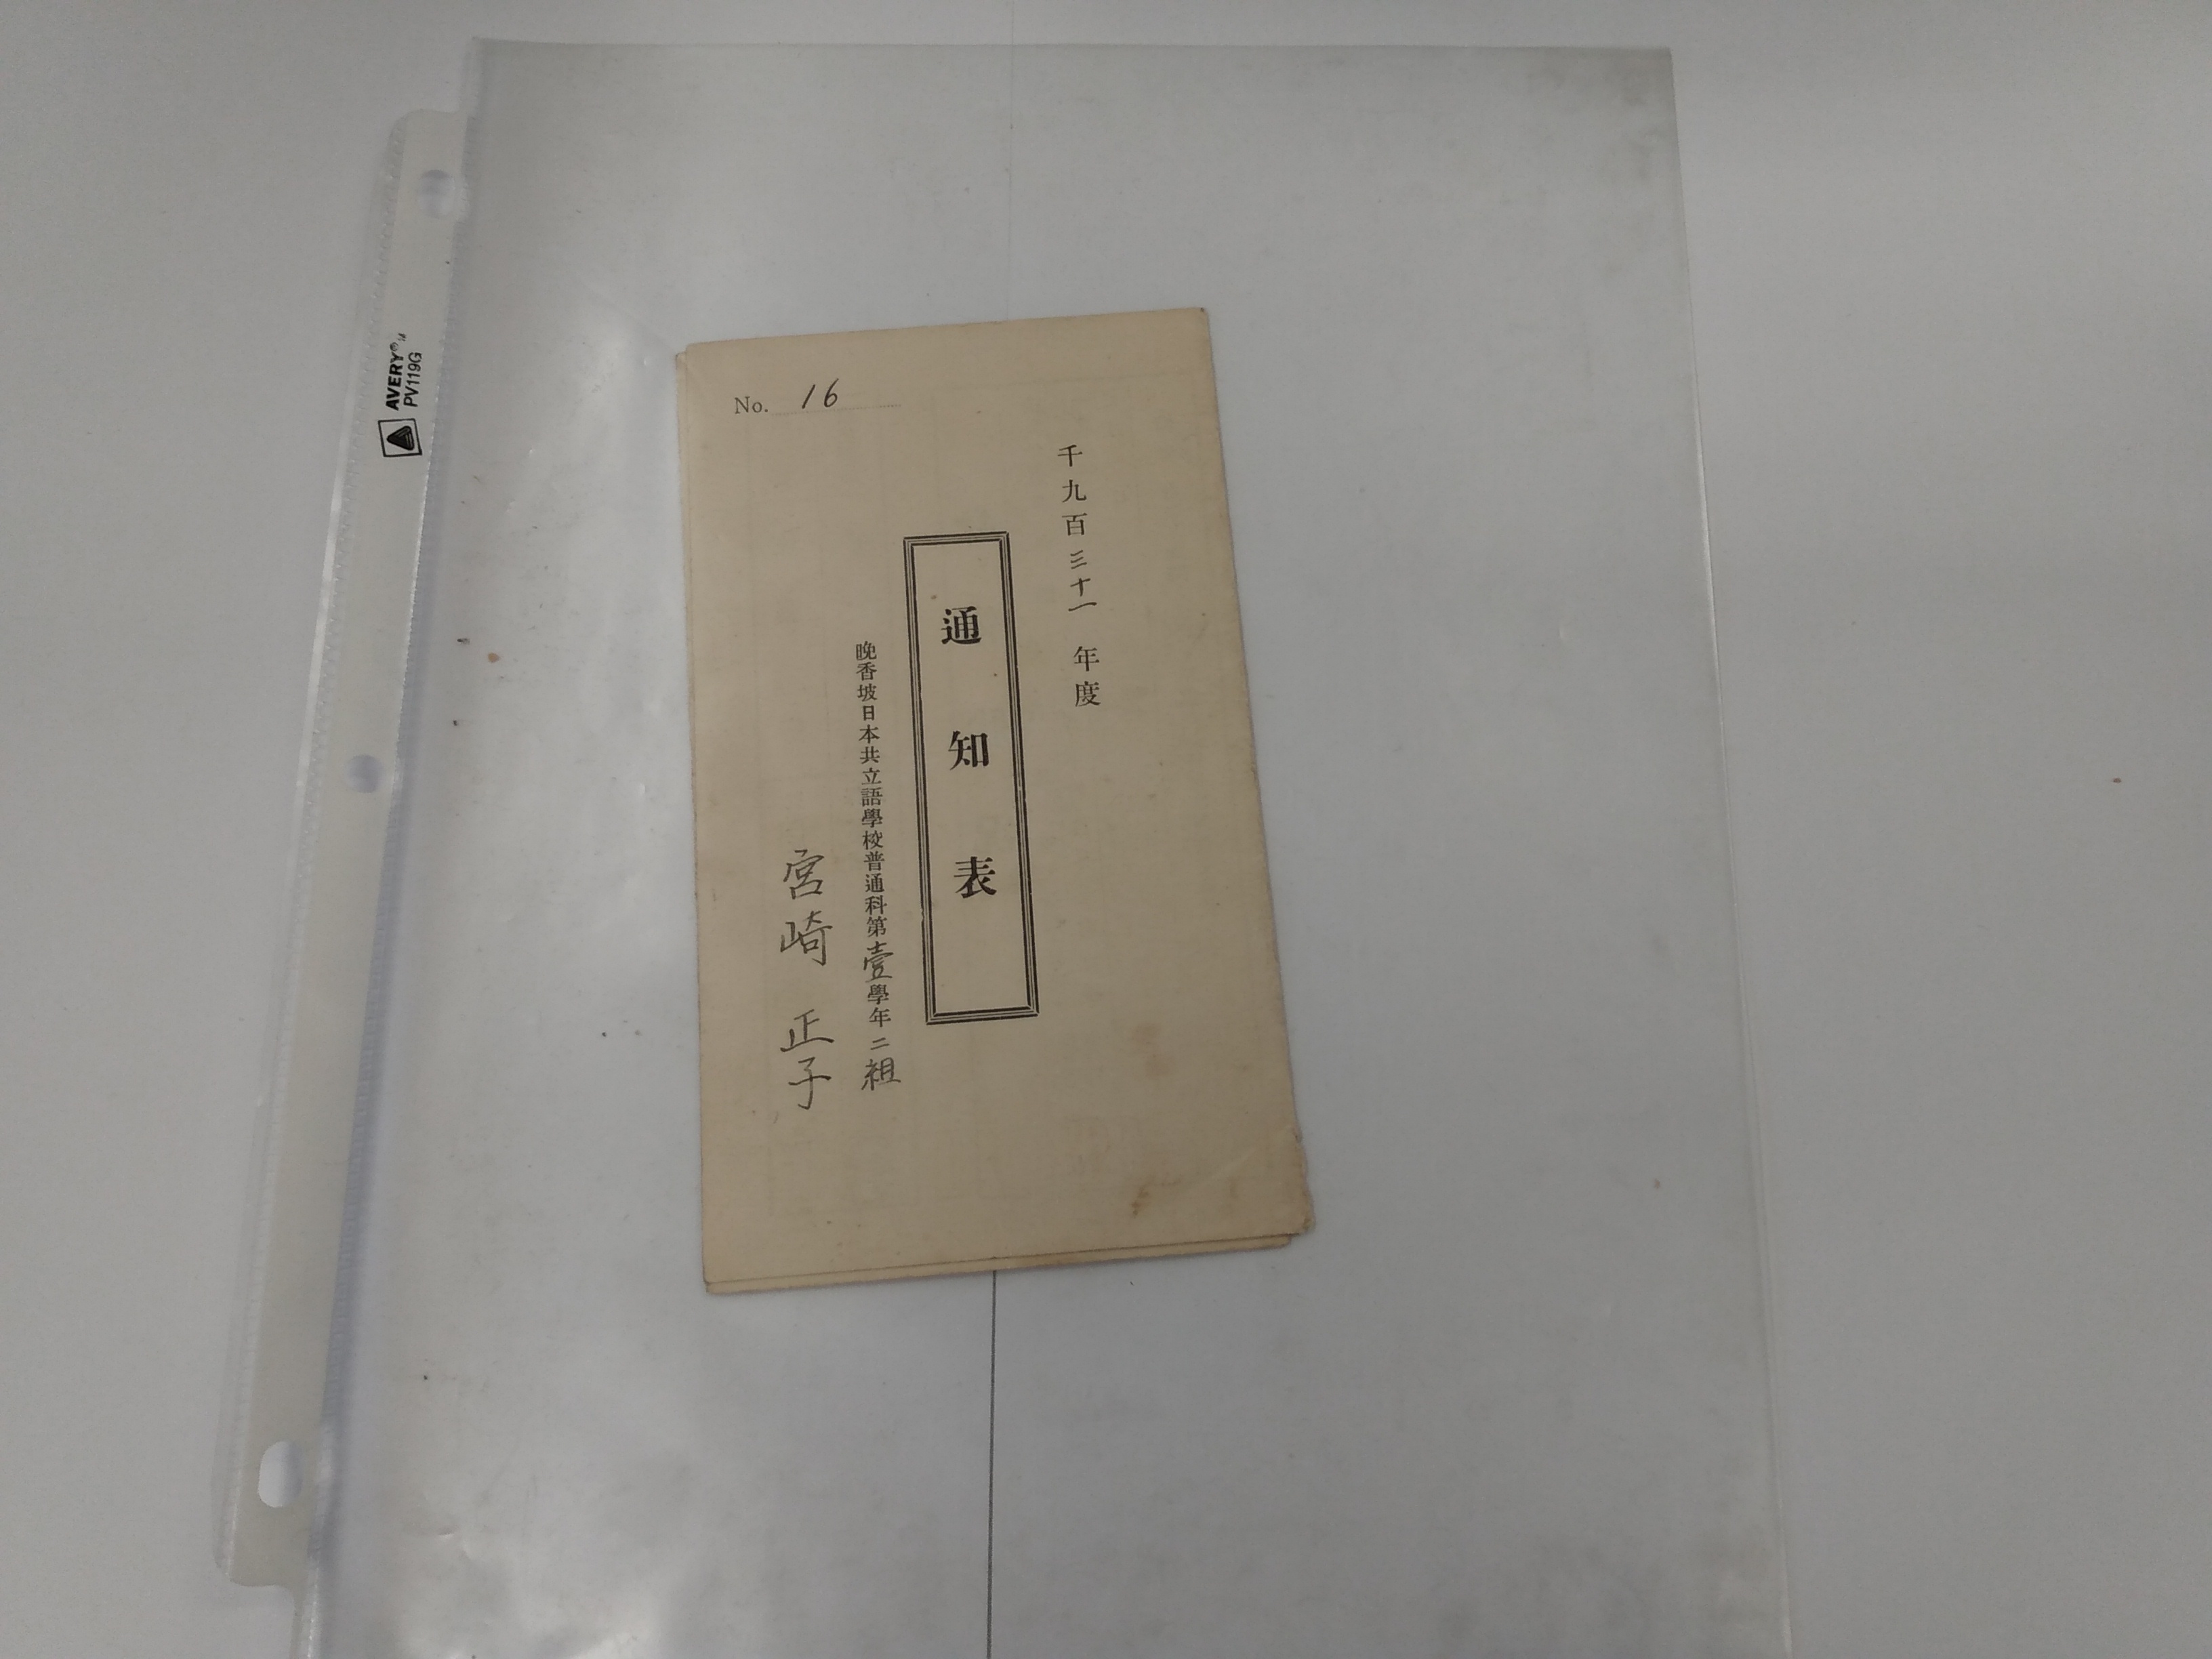 No. 16
千九百三十一年度
通知表
晩香坡日本共立語學校普通科第壹學年二組
宮崎 正子
AVERY®
PV119G